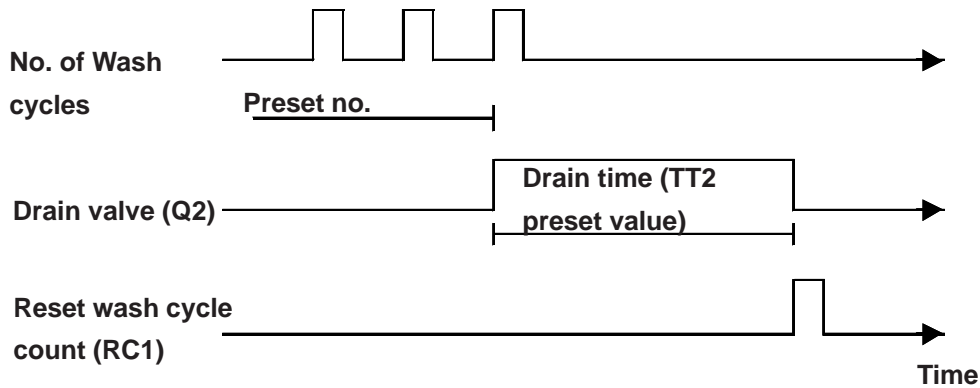 No. of Wash
cycles
Preset no.
Drain time (TT2
preset value)
Drain valve (Q2)
Reset wash cycle
count (RC1)
Time